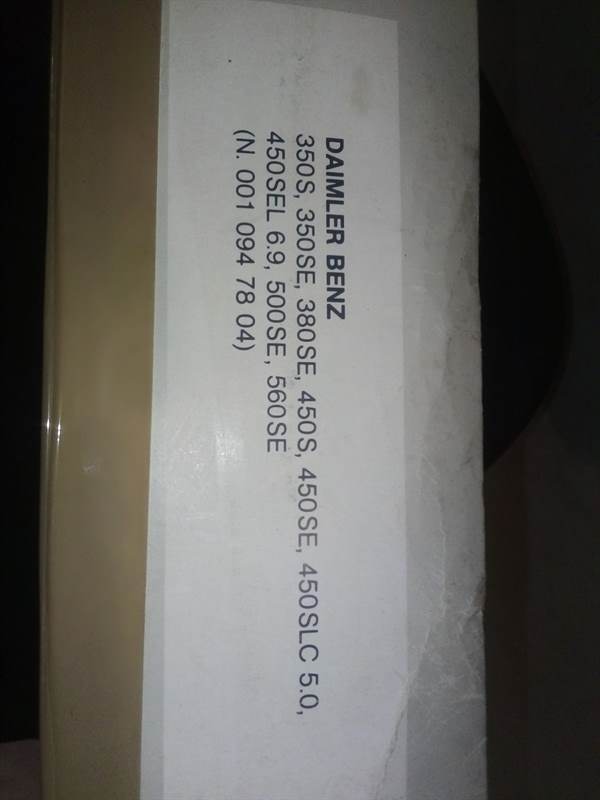 DAIMLER BENZ
350S, 350SE, 380SE, 450S, 450SE, 450SLC 5.0,
450SEL 6.9, 500SE, 560SE
(N. 001 094 78 04)